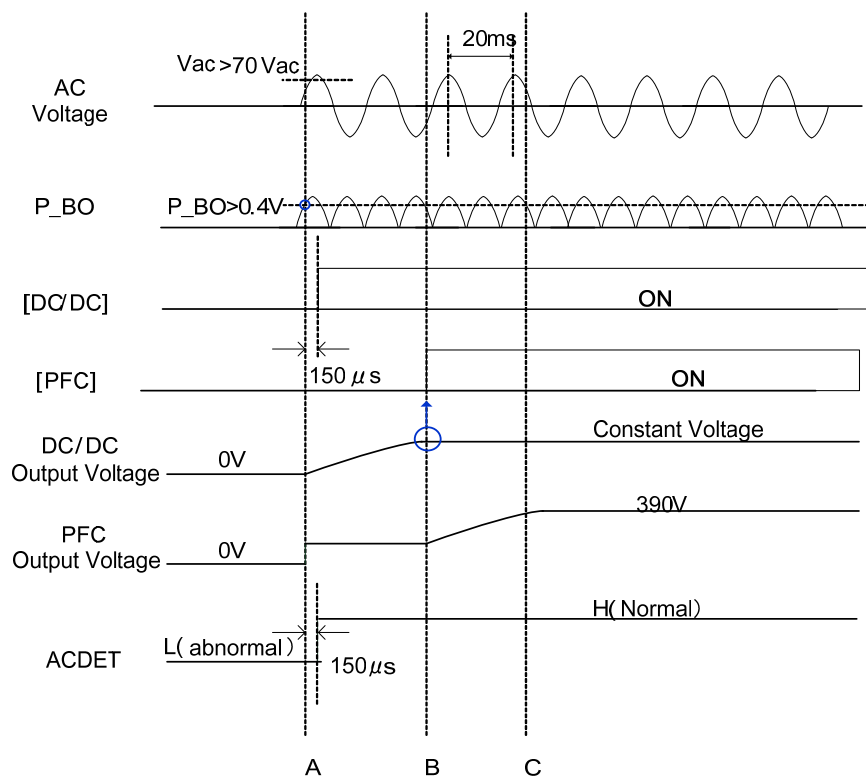 20ms
Vac>70 Vac
AC
Voltage
P_BO
P_BO>0.4V
[DC/DC]
ON
150 μs
[PFC]
ON
DC/DC
Output Voltage
0V
Constant Voltage
PFC
Output Voltage
0V
390V
ACDET
L( abnormal)
H( Normal)
150μs
A
B
C